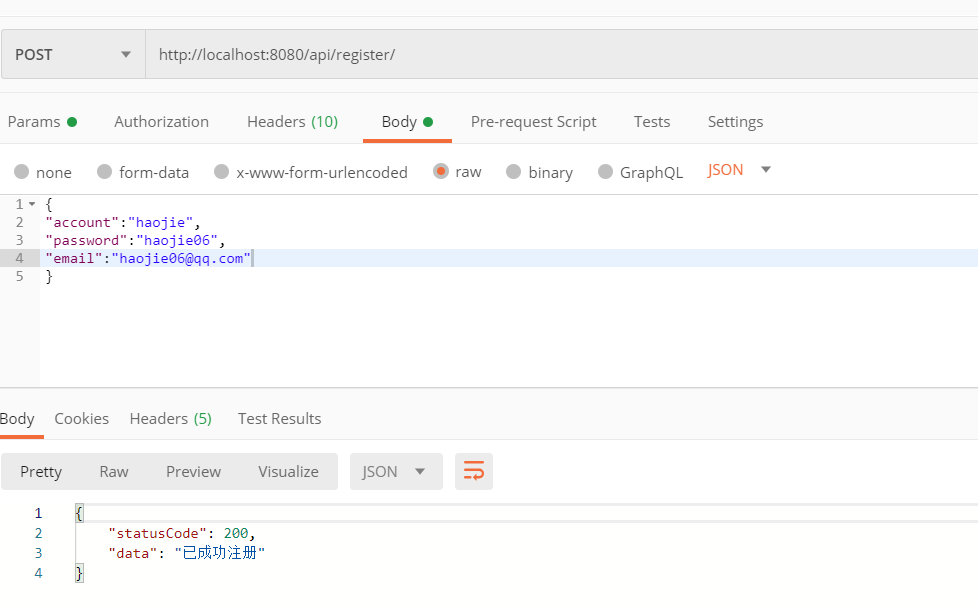 POST http://localhost:8080/api/register/
Params Authorization Headers (10) Body Pre-request Script Tests Settings
none form-data x-www-form-urlencoded raw binary GraphQL JSON
1 {
2 "account":"haojie",
3 "password":"haojie06",
4 "email":"haojie06@qq.com"
5 }
Body Cookies Headers (5) Test Results
Pretty Raw Preview Visualize JSON
1 {
2 "statusCode": 200,
3 "data": "已成功注册"
4 }